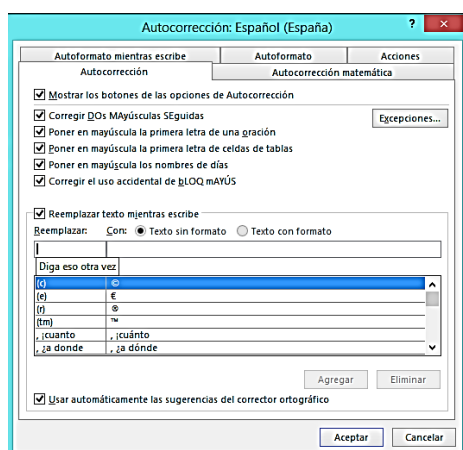 Autocorrección: Español (España) ? ×
Autoformato mientras escribe Autoformato Acciones
Autocorrección Autocorrección matemática
Mostrar los botones de las opciones de Autocorrección
Corregir DOs MAyúsculas SEguidas Excepciones...
Poner en mayúscula la primera letra de una oración
Poner en mayúscula la primera letra de celdas de tablas
Poner en mayúscula los nombres de días
Corregir el uso accidental de bLOQ mAYÚS
Reemplazar texto mientras escribe
Reemplazar: Con: Texto sin formato Texto con formato
Diga eso otra vez
(c) ©
(e) €
(r) ®
(tm) ™
, ¡cuanto , ¡cuánto
, ¿a donde , ¿a dónde
Agregar Eliminar
Usar automáticamente las sugerencias del corrector ortográfico
Aceptar Cancelar